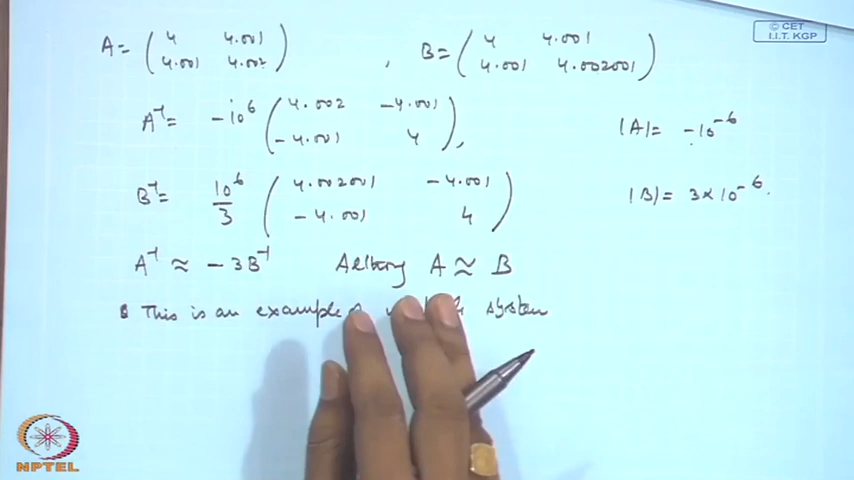 © CET
I.I.T. KGP
A = ( 4 4.001 ) , B = ( 4 4.001 )
( 4.001 4.002 ) ( 4.001 4.002001 )
A⁻¹ = -10⁶ ( 4.002 -4.001 ) |A| = -10⁻⁶
( -4.001 4 ),
B⁻¹ = 10⁶/3 ( 4.002001 -4.001 ) |B| = 3×10⁻⁶.
( -4.001 4 )
A⁻¹ ≈ -3B⁻¹ A ≈ B
This is an example system
NPTEL